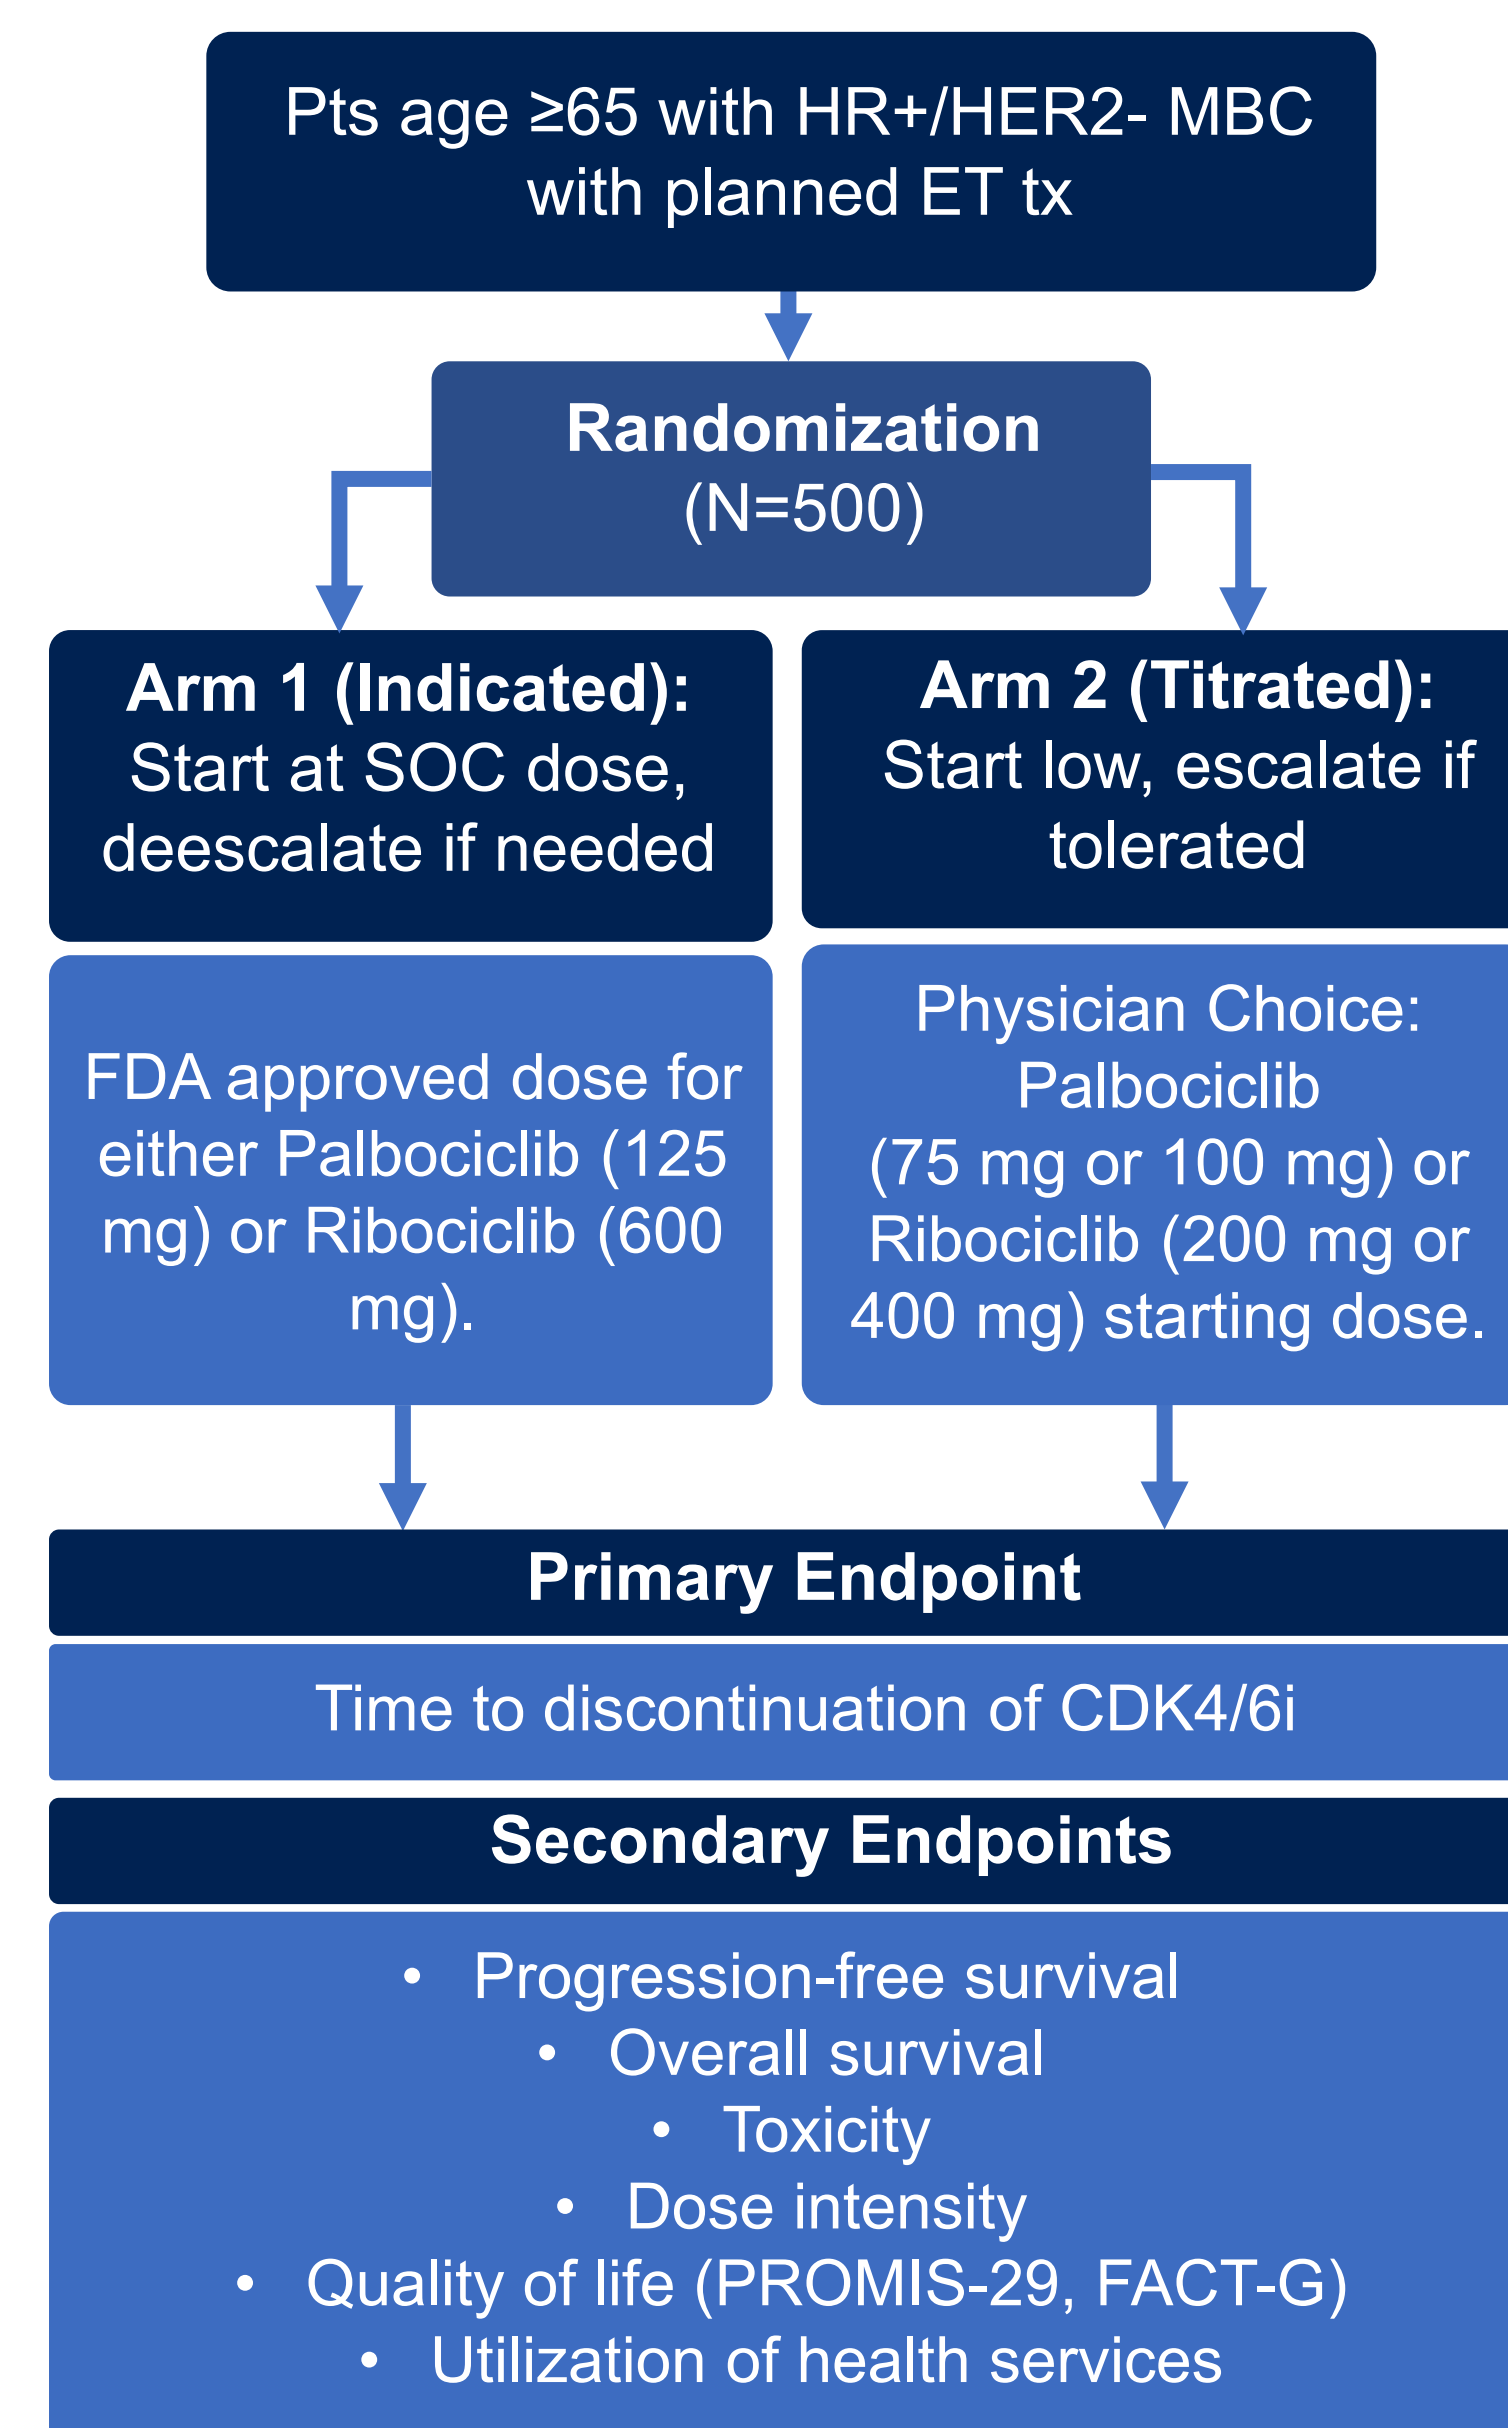 Pts age ≥65 with HR+/HER2- MBC
with planned ET tx
Randomization
(N=500)
Arm 1 (Indicated):
Start at SOC dose,
deescalate if needed
FDA approved dose for
either Palbociclib (125
mg) or Ribociclib (600
mg).
Arm 2 (Titrated):
Start low, escalate if
tolerated
Physician Choice:
Palbociclib
(75 mg or 100 mg) or
Ribociclib (200 mg or
400 mg) starting dose.
Primary Endpoint
Time to discontinuation of CDK4/6i
Secondary Endpoints
• Progression-free survival
• Overall survival
• Toxicity
• Dose intensity
• Quality of life (PROMIS-29, FACT-G)
• Utilization of health services